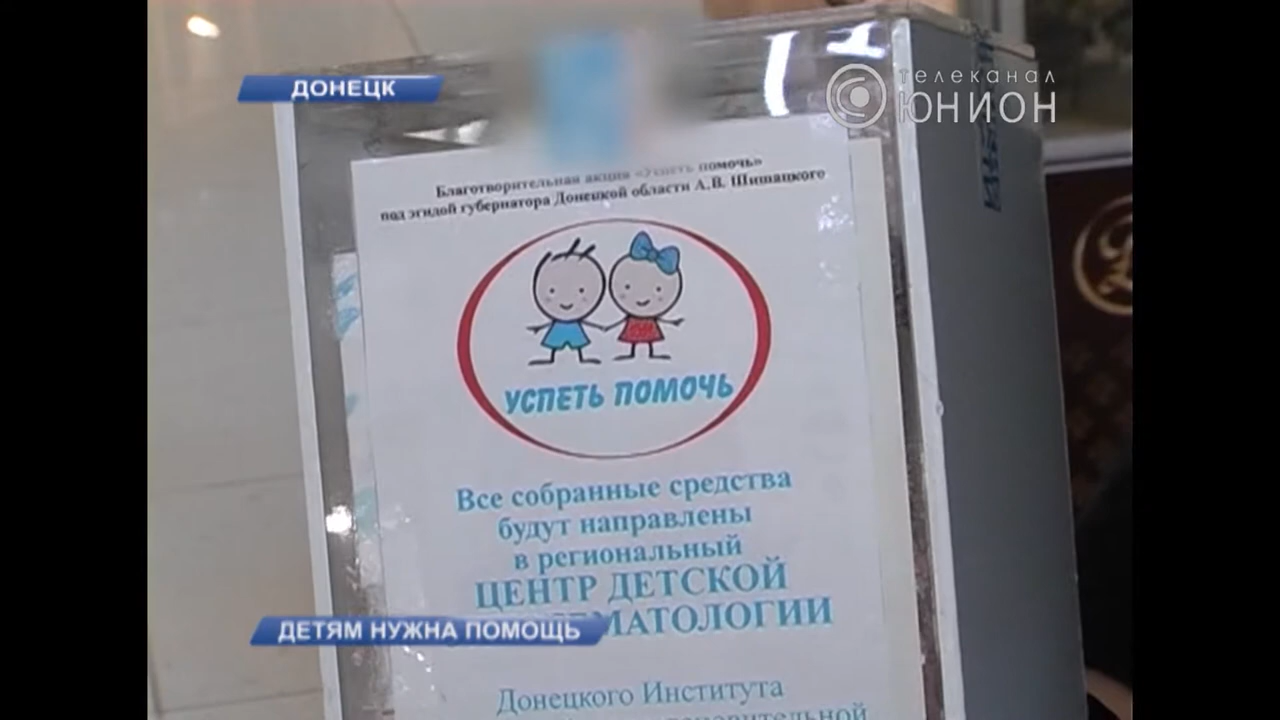 ДОНЕЦК
ТЕЛЕКАНАЛ
ЮНИОН
Благотворительная акция «Успеть помочь»
под эгидой губернатора Донецкой области А.В. Шишацкого
УСПЕТЬ ПОМОЧЬ
Все собранные средства
будут направлены
в региональный
ЦЕНТР ДЕТСКОЙ
МАТОЛОГИИ
ДЕТЯМ НУЖНА ПОМОЩЬ
Донецкого Института